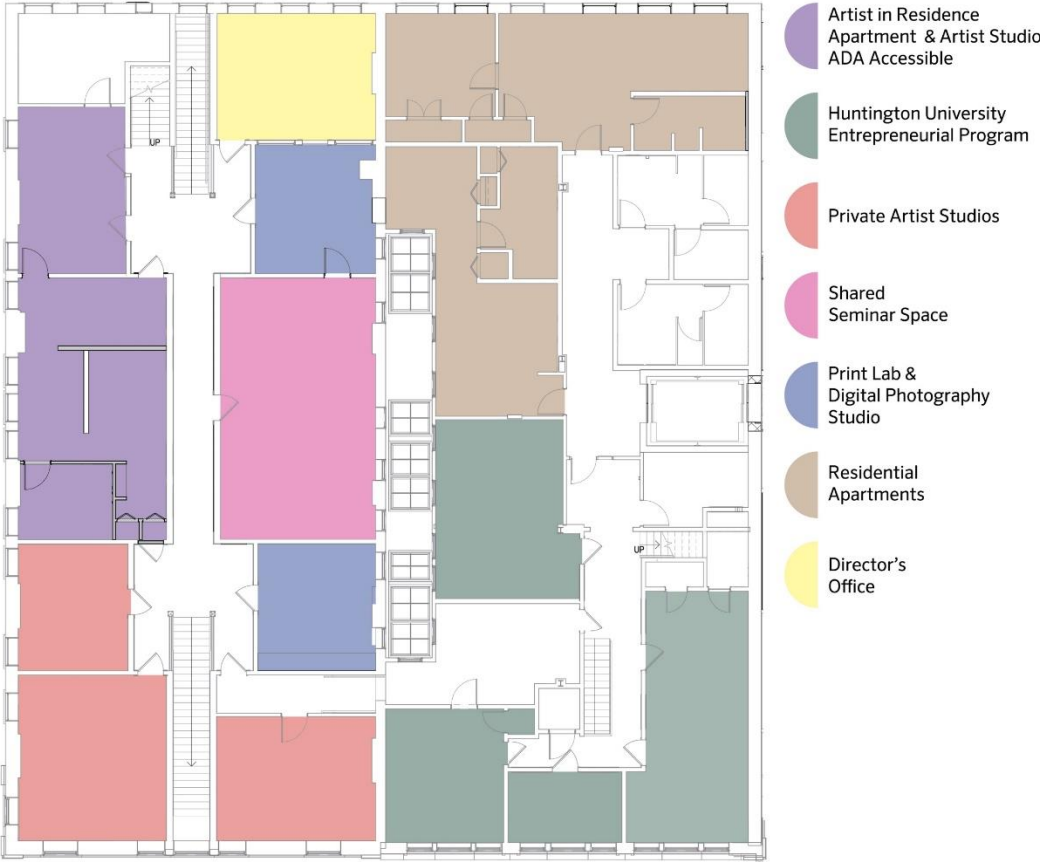 Artist in Residence
Apartment & Artist Studio
ADA Accessible
Huntington University
Entrepreneurial Program
Private Artist Studios
Shared
Seminar Space
Print Lab &
Digital Photography
Studio
Residential
Apartments
Director's
Office
UP
UP